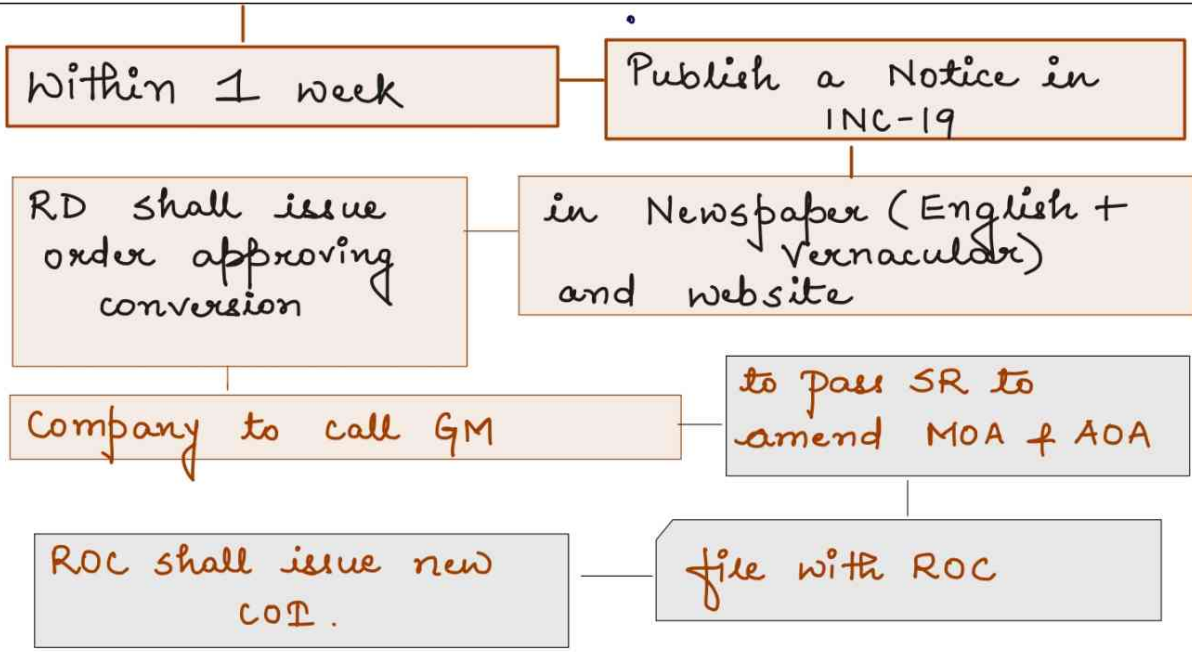 Within 1 week
Publish a Notice in
INC-19
in Newspaper (English +
Vernacular)
and website
RD shall issue
order approving
conversion
Company to call GM
to pass SR to
amend MOA & AOA
file with ROC
ROC shall issue new
COI.